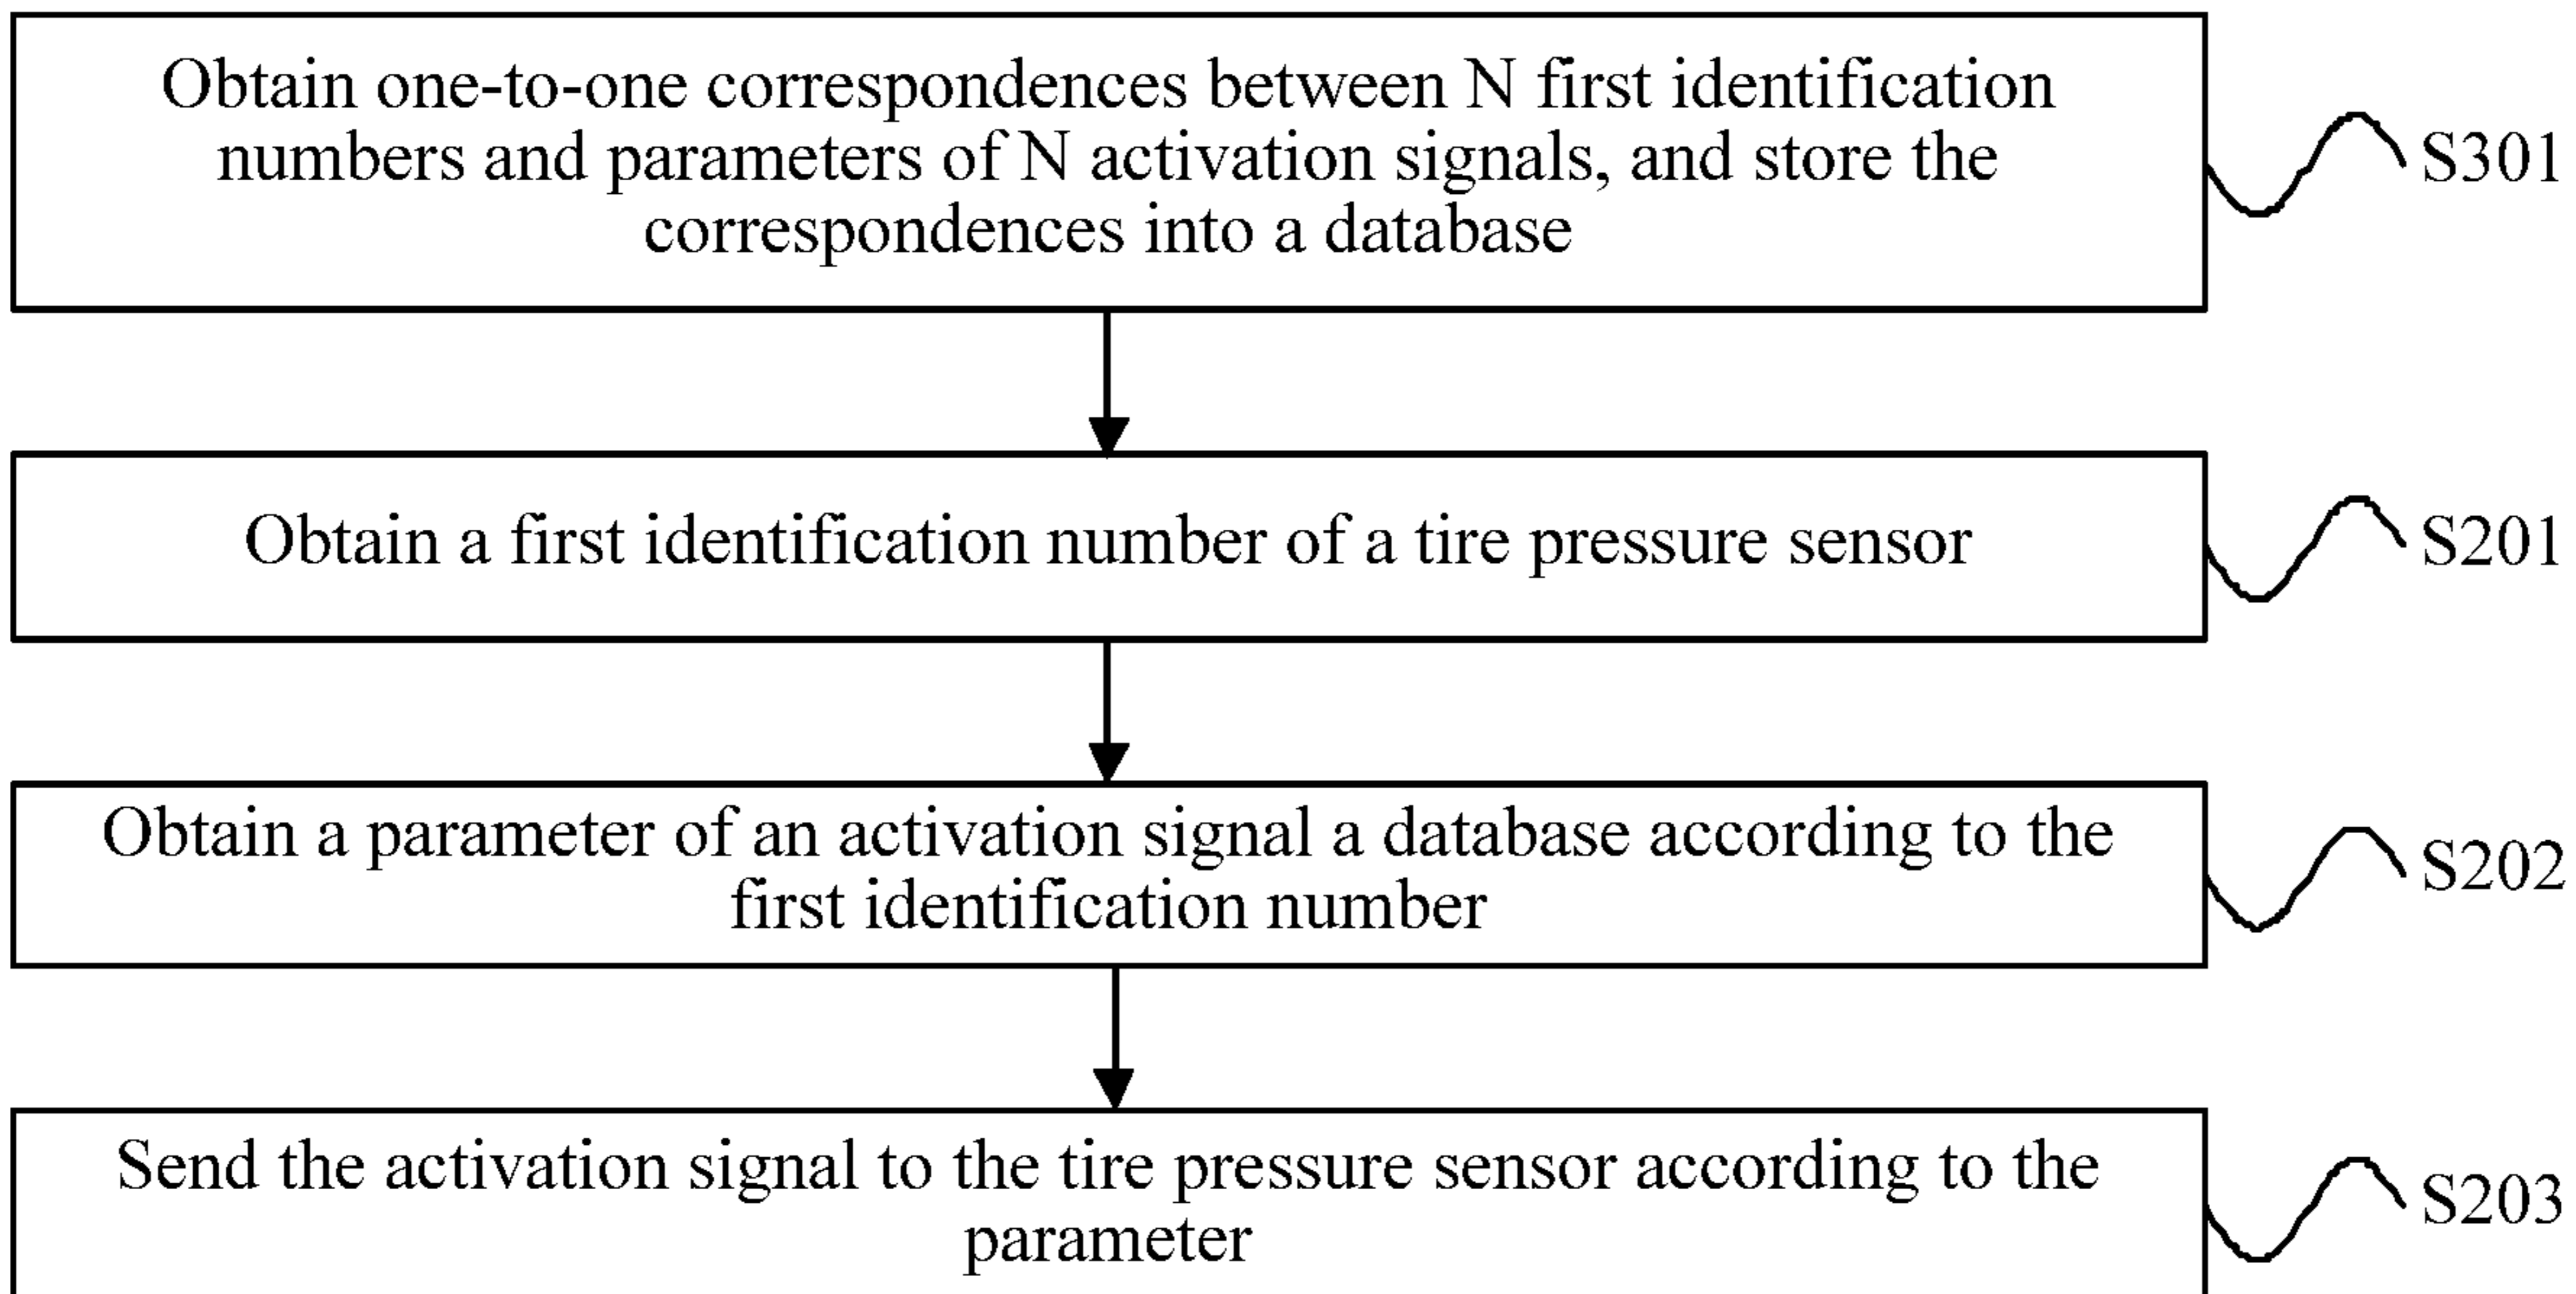 Obtain one-to-one correspondences between N first identification
numbers and parameters of N activation signals, and store the
correspondences into a database
S301
Obtain a first identification number of a tire pressure sensor
S201
Obtain a parameter of an activation signal a database according to the
first identification number
S202
Send the activation signal to the tire pressure sensor according to the
parameter
S203